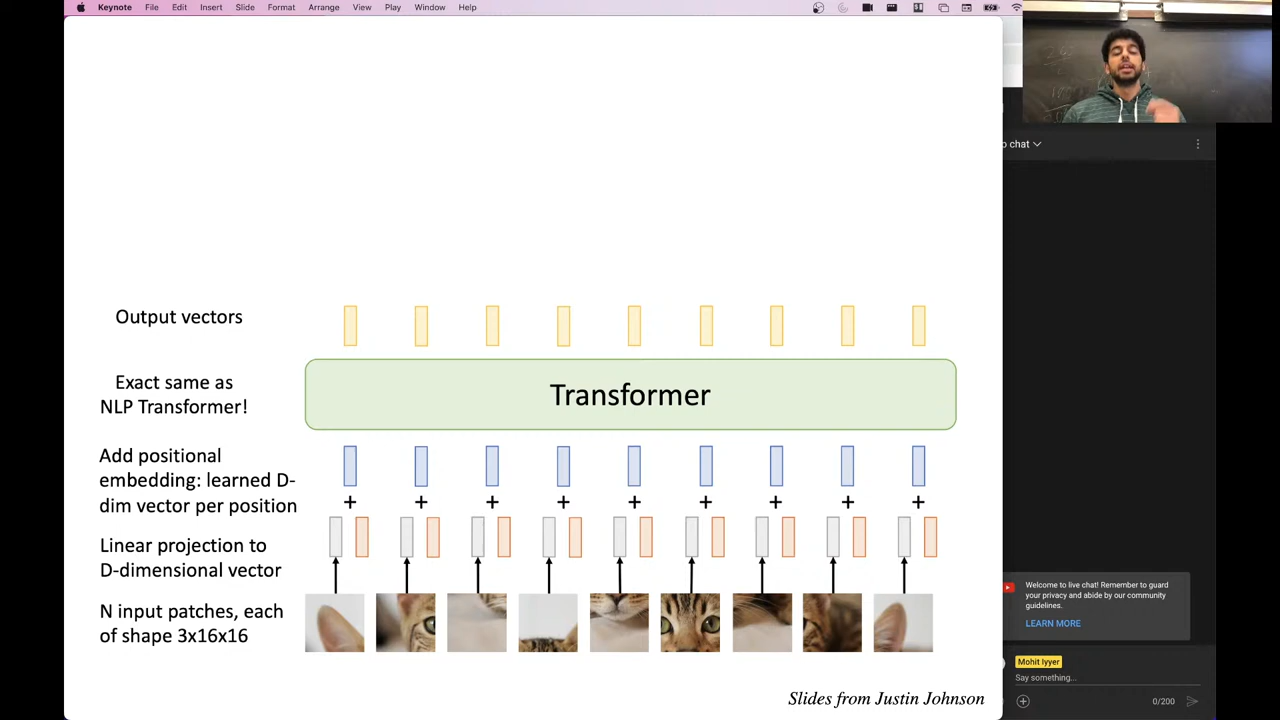 Keynote File Edit Insert Slide Format Arrange View Play Window Help
chat
Output vectors
Exact same as
NLP Transformer!
Transformer
Add positional
embedding: learned D-
dim vector per position
+ + + + + + + + +
Linear projection to
D-dimensional vector
N input patches, each
of shape 3x16x16
Slides from Justin Johnson
Welcome to live chat! Remember to guard
your privacy and abide by our community
guidelines.
LEARN MORE
Mohit Iyyer
Say something...
0/200